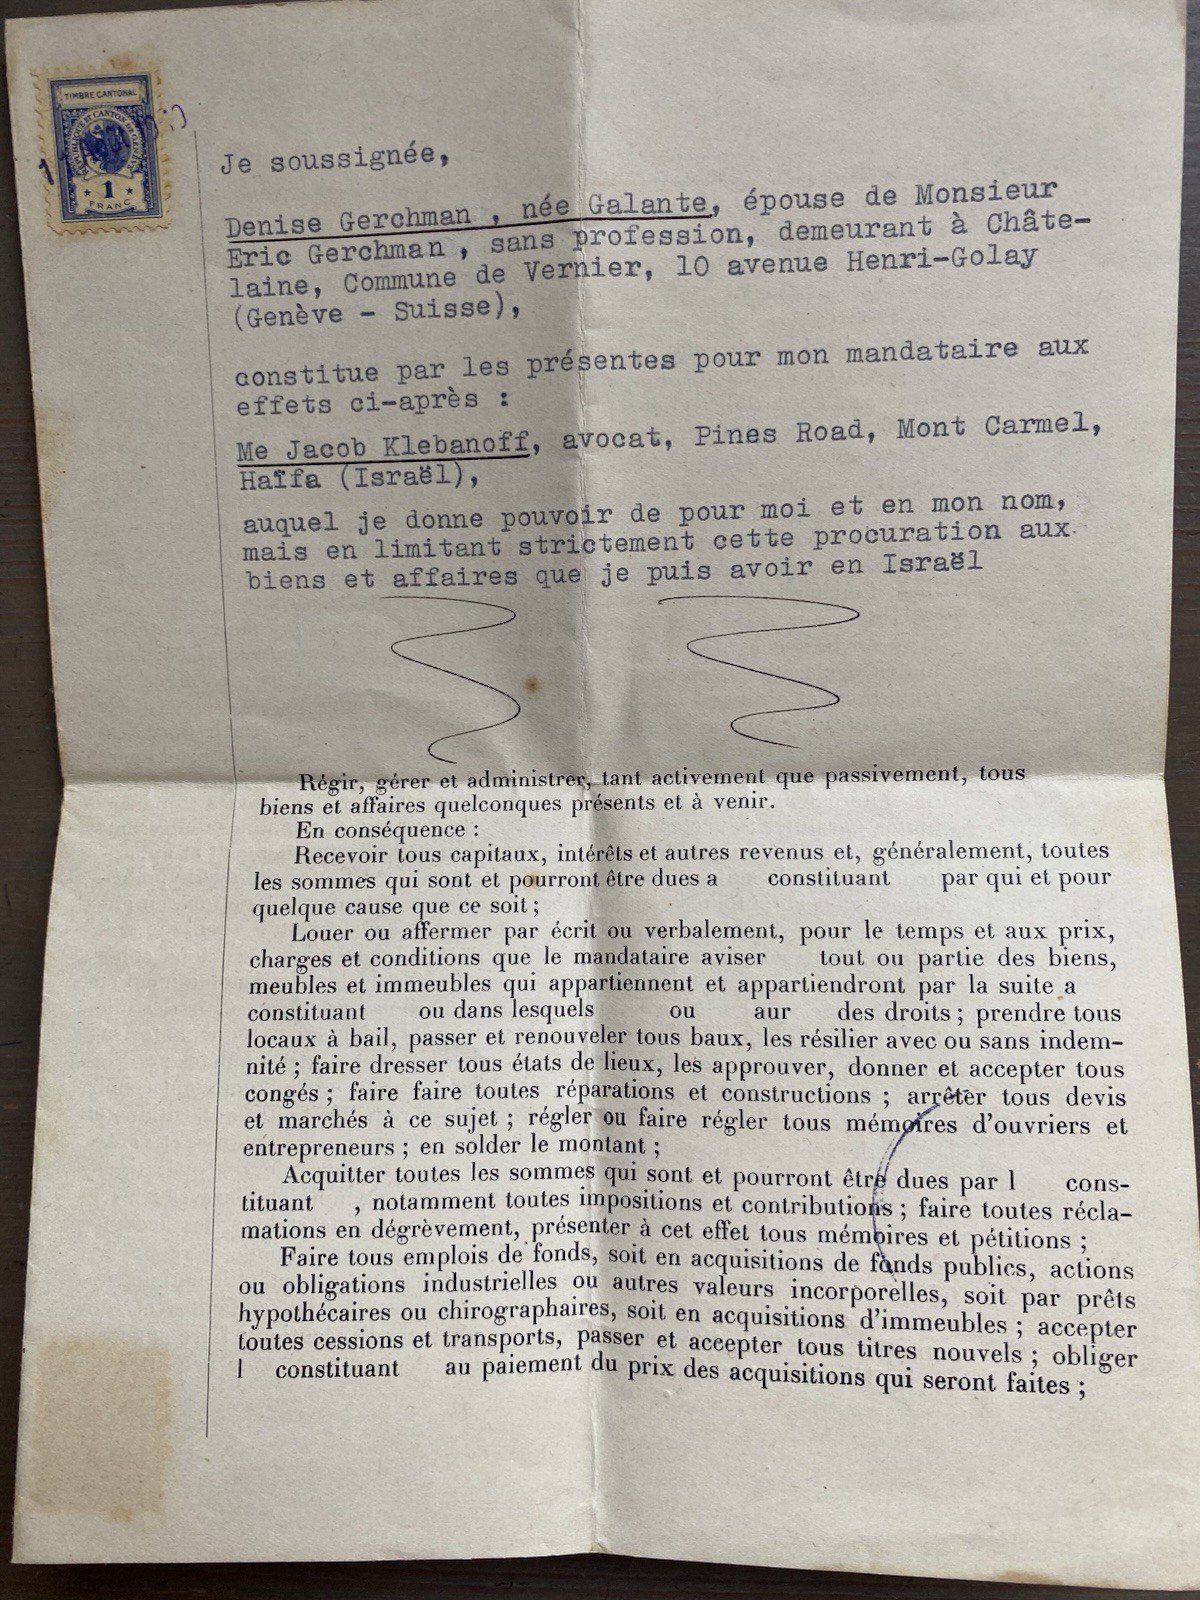 TIMBRE CANTONAL
RÉPUBLIQUE ET CANTON DE GENÈVE
1
FRANC
Je soussignée,
Denise Gerchman , née Galante, épouse de Monsieur
Eric Gerchman , sans profession, demeurant à Châte-
laine, Commune de Vernier, 10 avenue Henri-Golay
(Genève - Suisse),
constitue par les présentes pour mon mandataire aux
effets ci-après :
Me Jacob Klebanoff, avocat, Pines Road, Mont Carmel,
Haïfa (Israël),
auquel je donne pouvoir de pour moi et en mon nom,
mais en limitant strictement cette procuration aux
biens et affaires que je puis avoir en Israël
Régir, gérer et administrer, tant activement que passivement, tous
biens et affaires quelconques présents et à venir.
En conséquence :
Recevoir tous capitaux, intérêts et autres revenus et, généralement, toutes
les sommes qui sont et pourront être dues a constituant par qui et pour
quelque cause que ce soit ;
Louer ou affermer par écrit ou verbalement, pour le temps et aux prix,
charges et conditions que le mandataire aviser tout ou partie des biens,
meubles et immeubles qui appartiennent et appartiendront par la suite a
constituant ou dans lesquels ou aur des droits ; prendre tous
locaux à bail, passer et renouveler tous baux, les résilier avec ou sans indem-
nité ; faire dresser tous états de lieux, les approuver, donner et accepter tous
congés ; faire faire toutes réparations et constructions ; arrêter tous devis
et marchés à ce sujet ; régler ou faire régler tous mémoires d'ouvriers et
entrepreneurs ; en solder le montant ;
Acquitter toutes les sommes qui sont et pourront être dues par l cons-
tituant , notamment toutes impositions et contributions ; faire toutes récla-
mations en dégrèvement, présenter à cet effet tous mémoires et pétitions ;
Faire tous emplois de fonds, soit en acquisitions de fonds publics, actions
ou obligations industrielles ou autres valeurs incorporelles, soit par prêts
hypothécaires ou chirographaires, soit en acquisitions d'immeubles ; accepter
toutes cessions et transports, passer et accepter tous titres nouvels ; obliger
l constituant au paiement du prix des acquisitions qui seront faites ;